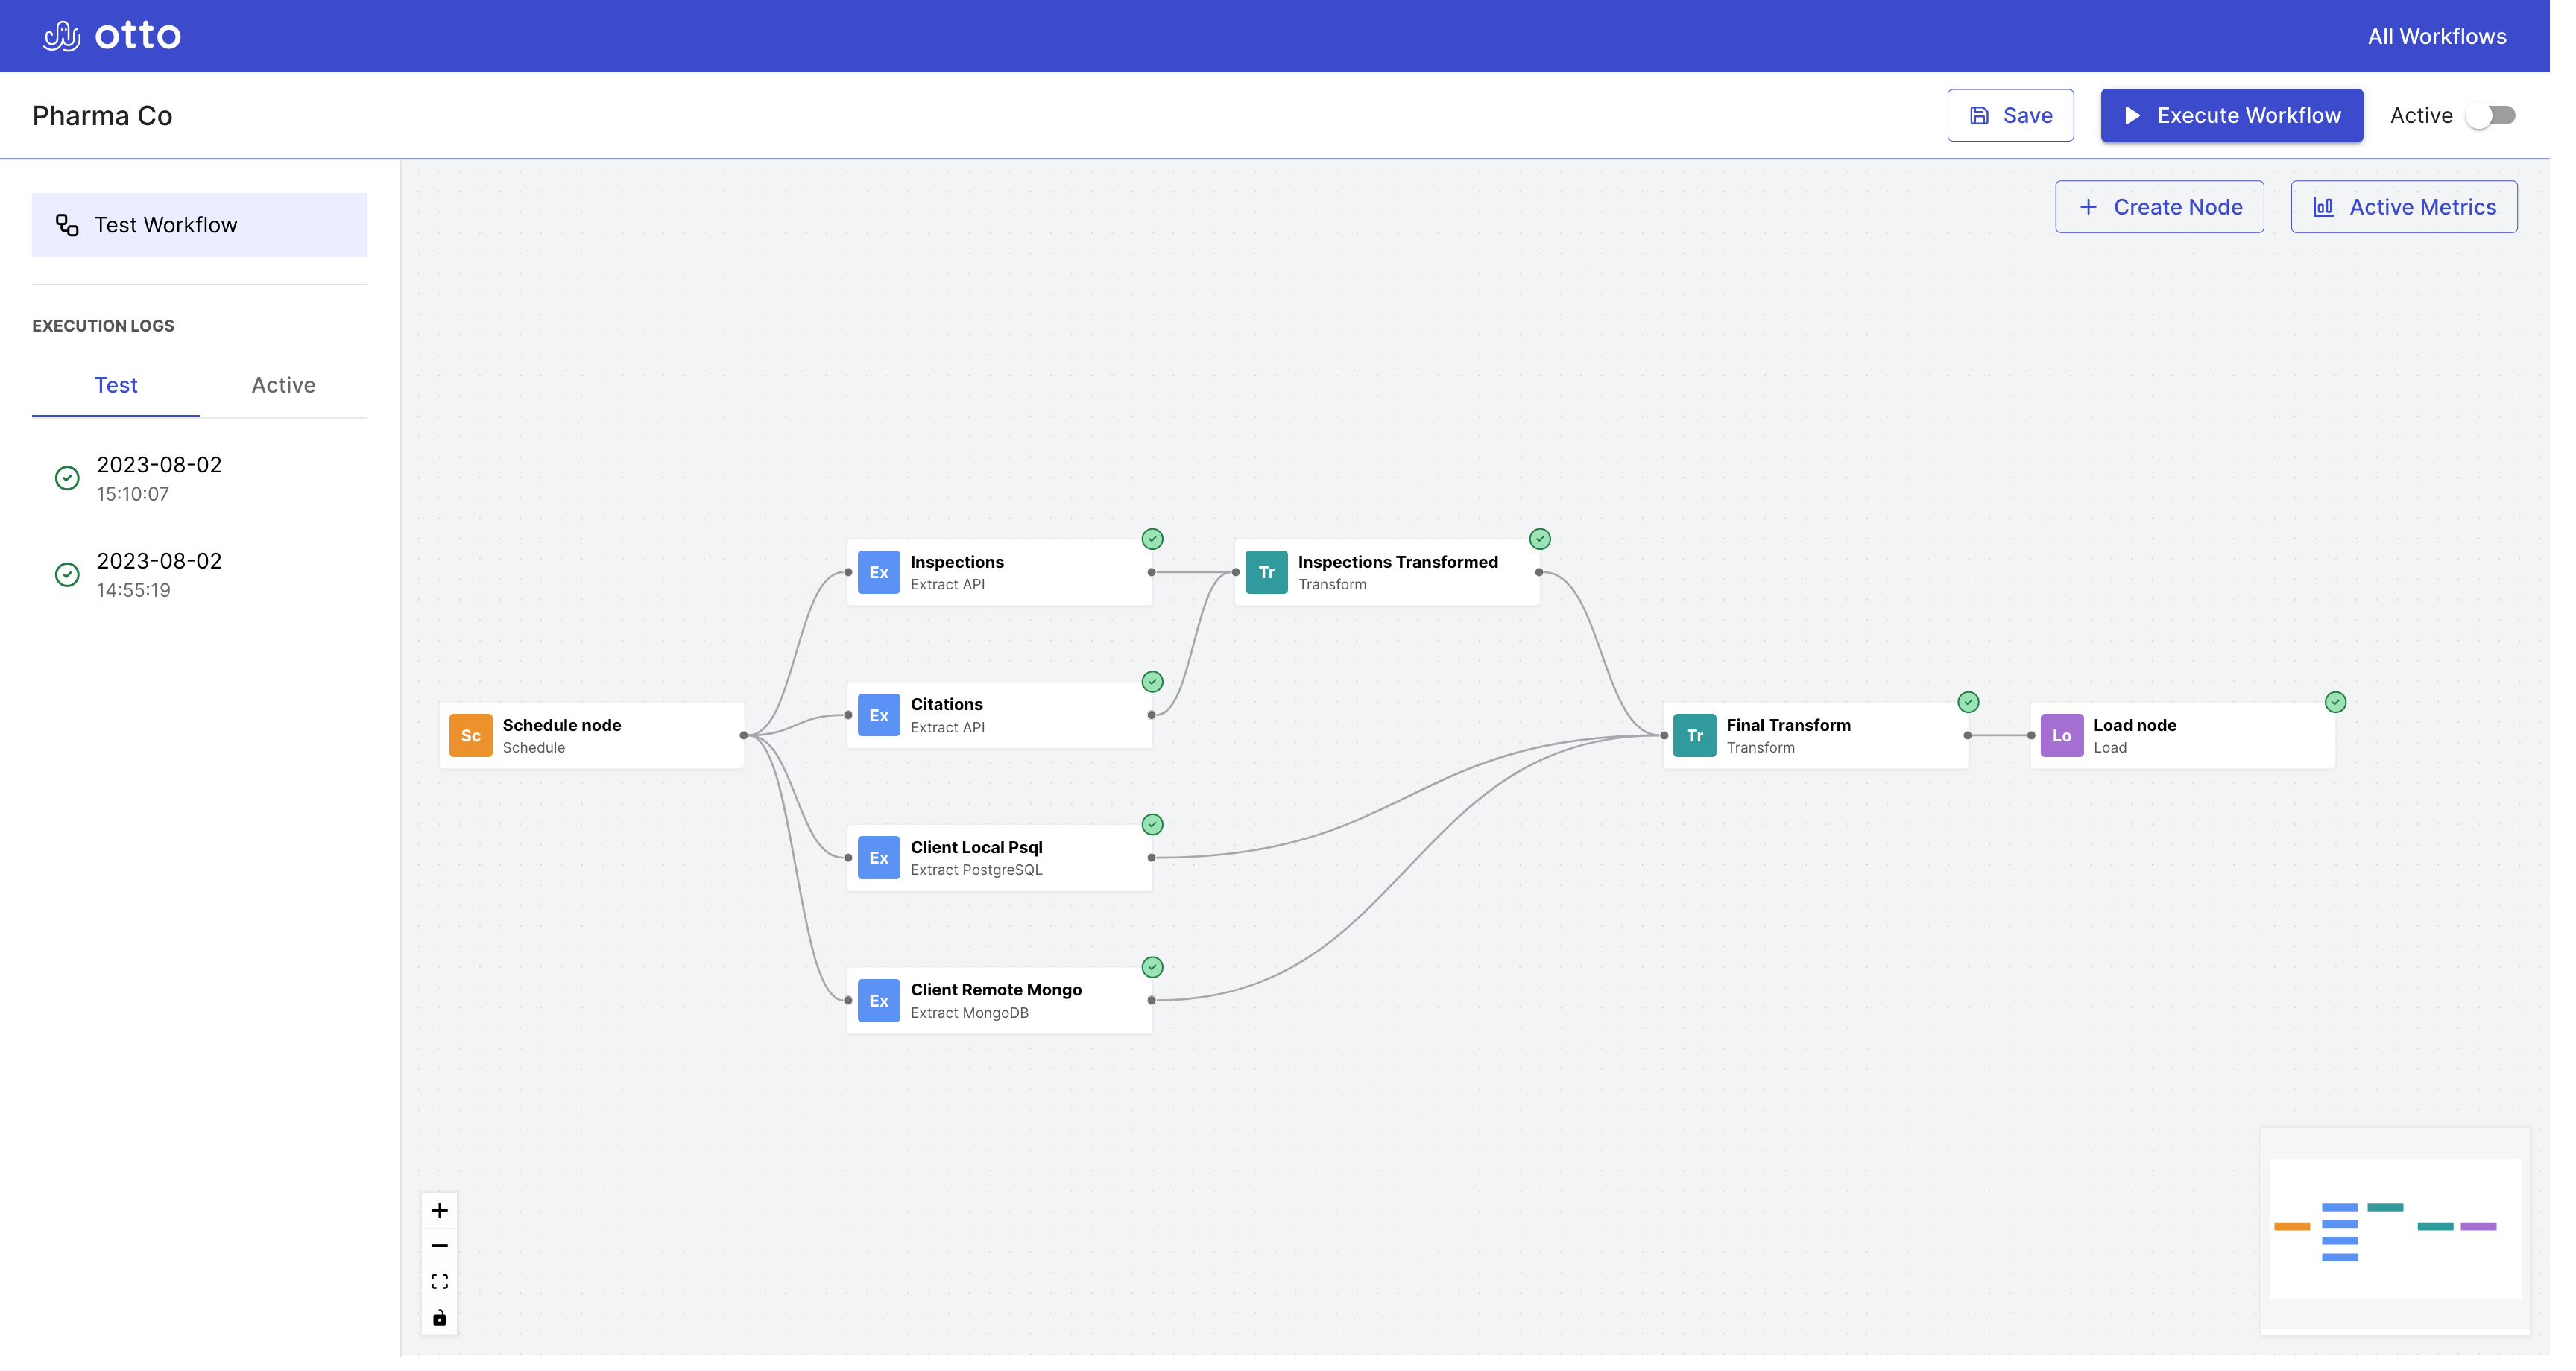 otto
All Workflows
Pharma Co
Save
Execute Workflow
Active
Test Workflow
Create Node
Active Metrics
EXECUTION LOGS
Test
Active
2023-08-02
15:10:07
2023-08-02
14:55:19
Sc
Schedule node
Schedule
Ex
Inspections
Extract API
Ex
Citations
Extract API
Ex
Client Local Psql
Extract PostgreSQL
Ex
Client Remote Mongo
Extract MongoDB
Tr
Inspections Transformed
Transform
Tr
Final Transform
Transform
Lo
Load node
Load